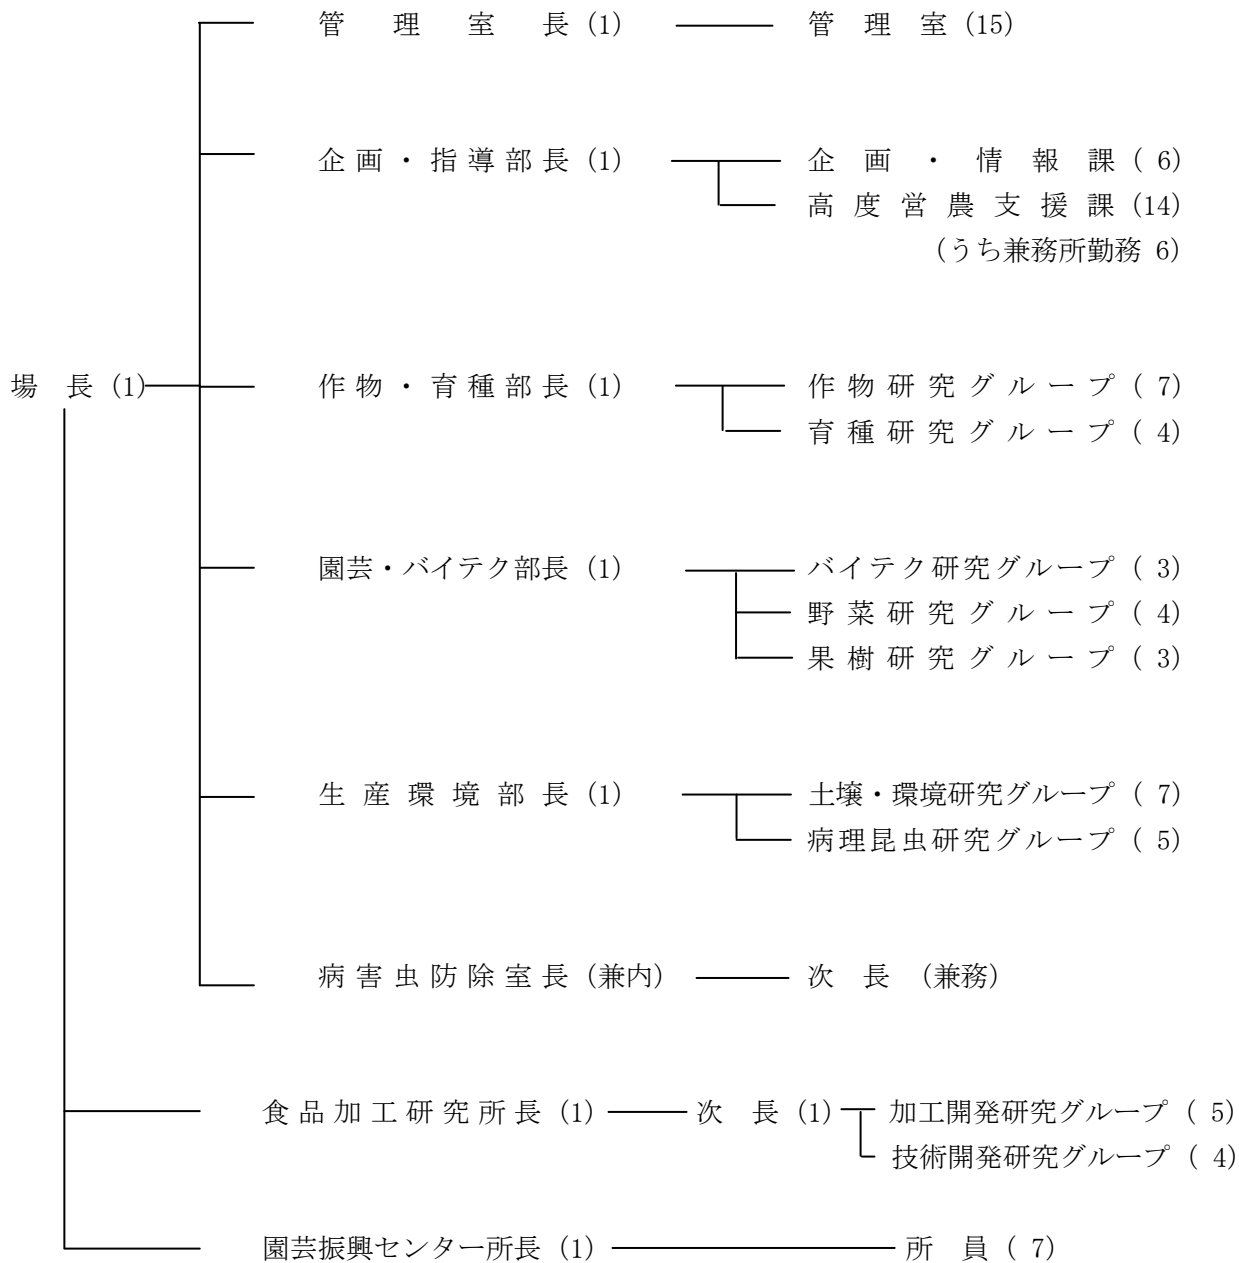 管理室長(1) 管理室(15)
企画・指導部長(1) 企画・情報課( 6)
高度営農支援課(14)
(うち兼務所勤務 6)
場長(1) 作物・育種部長(1) 作物研究グループ( 7)
育種研究グループ( 4)
園芸・バイテク部長(1) バイテク研究グループ( 3)
野菜研究グループ( 4)
果樹研究グループ( 3)
生産環境部長(1) 土壌・環境研究グループ( 7)
病理昆虫研究グループ( 5)
病害虫防除室長(兼内) 次長(兼務)
食品加工研究所長(1) 次長(1) 加工開発研究グループ( 5)
技術開発研究グループ( 4)
園芸振興センター所長(1) 所員( 7)